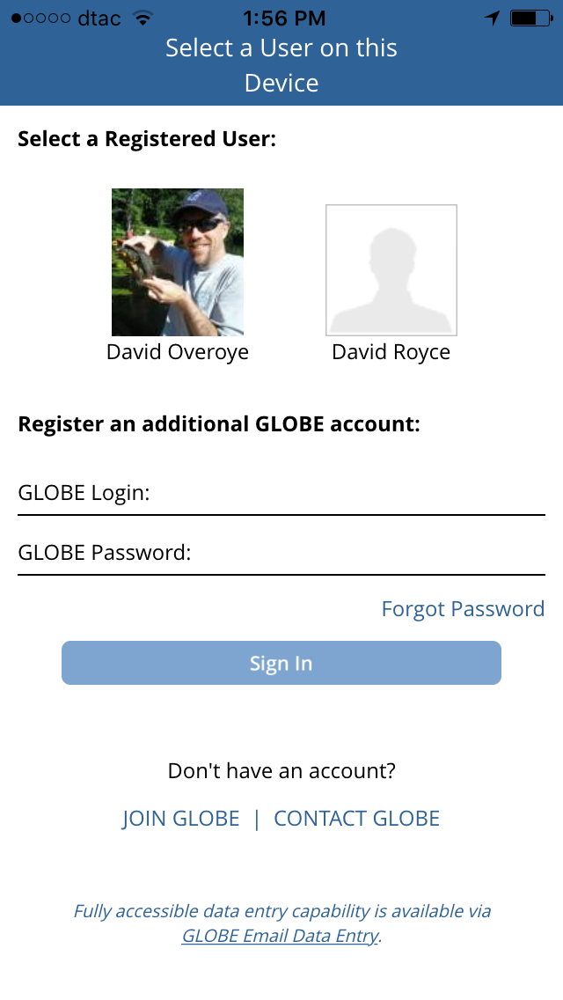 dtac 1:56 PM
Select a User on this
Device
Select a Registered User:
David Overoye David Royce
Register an additional GLOBE account:
GLOBE Login:
GLOBE Password:
Forgot Password
Sign In
Don't have an account?
JOIN GLOBE | CONTACT GLOBE
Fully accessible data entry capability is available via
GLOBE Email Data Entry.